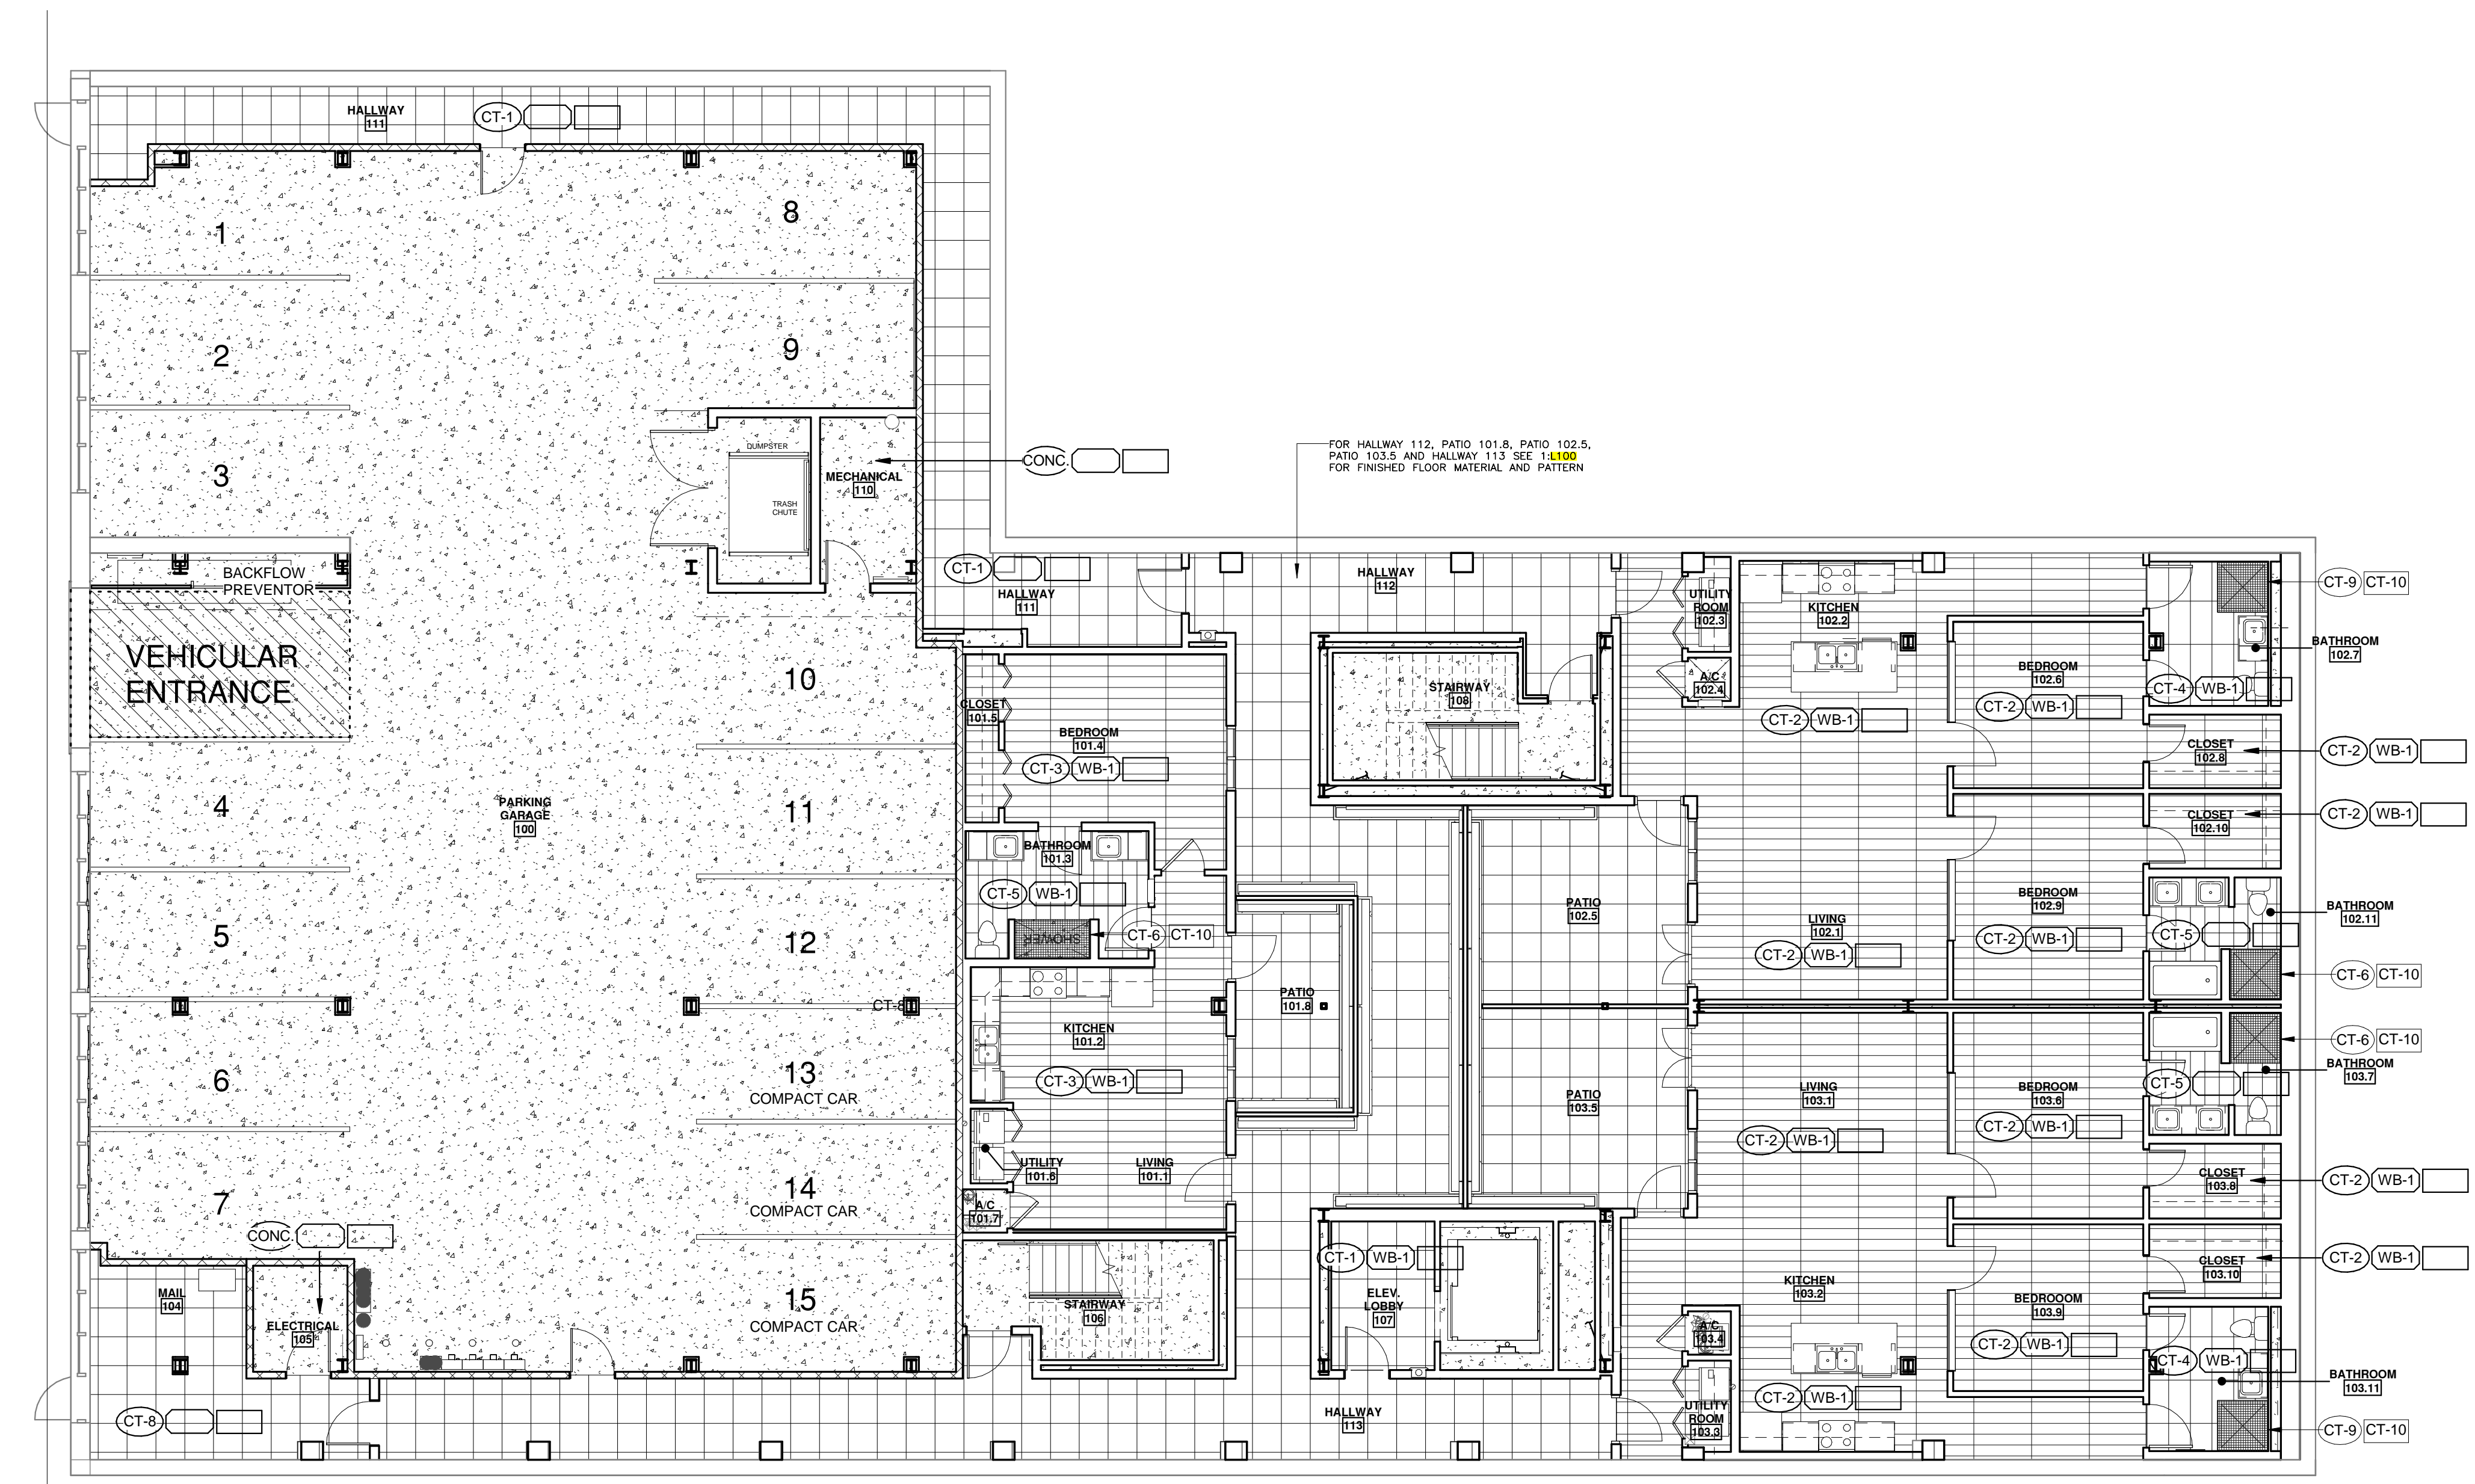 HALLWAY
111
CT-1
1
8
2
9
3
DUMPSTER
TRASH
CHUTE
MECHANICAL
110
CONC.
FOR HALLWAY 112, PATIO 101.8, PATIO 102.5,
PATIO 103.5 AND HALLWAY 113 SEE 1:L100
FOR FINISHED FLOOR MATERIAL AND PATTERN
BACKFLOW
PREVENTOR
VEHICULAR
ENTRANCE
CT-1
HALLWAY
111
HALLWAY
112
UTILITY
ROOM
102.3
KITCHEN
102.2
CT-9 CT-10
BATHROOM
102.7
10
CLOSET
101.5
BEDROOM
101.4
CT-3 WB-1
STAIRWAY
108
A/C
102.4
CT-2 WB-1
BEDROOM
102.6
CT-2 WB-1
CT-4 WB-1
CLOSET
102.8
CT-2 WB-1
4
PARKING
GARAGE
100
11
CLOSET
102.10
CT-2 WB-1
BATHROOM
101.3
CT-5 WB-1
SHOWER
CT-6 CT-10
5
12
PATIO
102.5
LIVING
102.1
CT-2 WB-1
BEDROOM
102.9
CT-2 WB-1
BATHROOM
102.11
CT-5
CT-6 CT-10
CT-8
PATIO
101.8
KITCHEN
101.2
CT-3 WB-1
6
13
COMPACT CAR
PATIO
103.5
LIVING
103.1
CT-2 WB-1
BEDROOM
103.6
CT-2 WB-1
CT-6 CT-10
BATHROOM
103.7
CT-5
7
14
COMPACT CAR
UTILITY
101.6
LIVING
101.1
A/C
101.7
CLOSET
103.8
CT-2 WB-1
CONC.
CT-1 WB-1
CLOSET
103.10
CT-2 WB-1
MAIL
104
ELECTRICAL
105
15
COMPACT CAR
STAIRWAY
106
ELEV.
LOBBY
107
KITCHEN
103.2
BEDROOOM
103.9
CT-2 WB-1
A/C
103.4
CT-4 WB-1
BATHROOM
103.11
CT-2 WB-1
CT-8
HALLWAY
113
UTILITY
ROOM
103.3
CT-9 CT-10